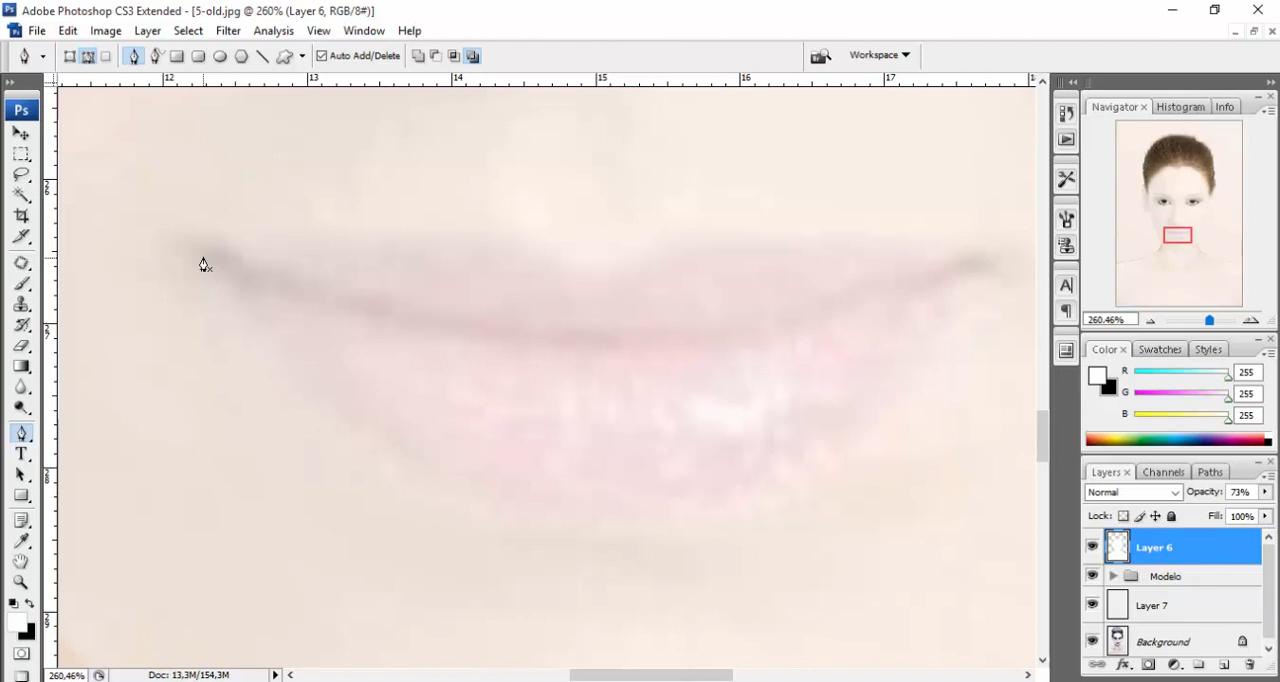 Ps Adobe Photoshop CS3 Extended - [5-old.jpg @ 260% (Layer 6, RGB/8#)]
File Edit Image Layer Select Filter Analysis View Window Help
Auto Add/Delete Workspace
12 13 14 15 16 17
Ps
Navigator × Histogram Info
260.46%
Color × Swatches Styles
R 255
G 255
B 255
Layers × Channels Paths
Normal Opacity: 73%
Lock: Fill: 100%
Layer 6
Modelo
Layer 7
Background
260,46% Doc: 13,3M/154,3M